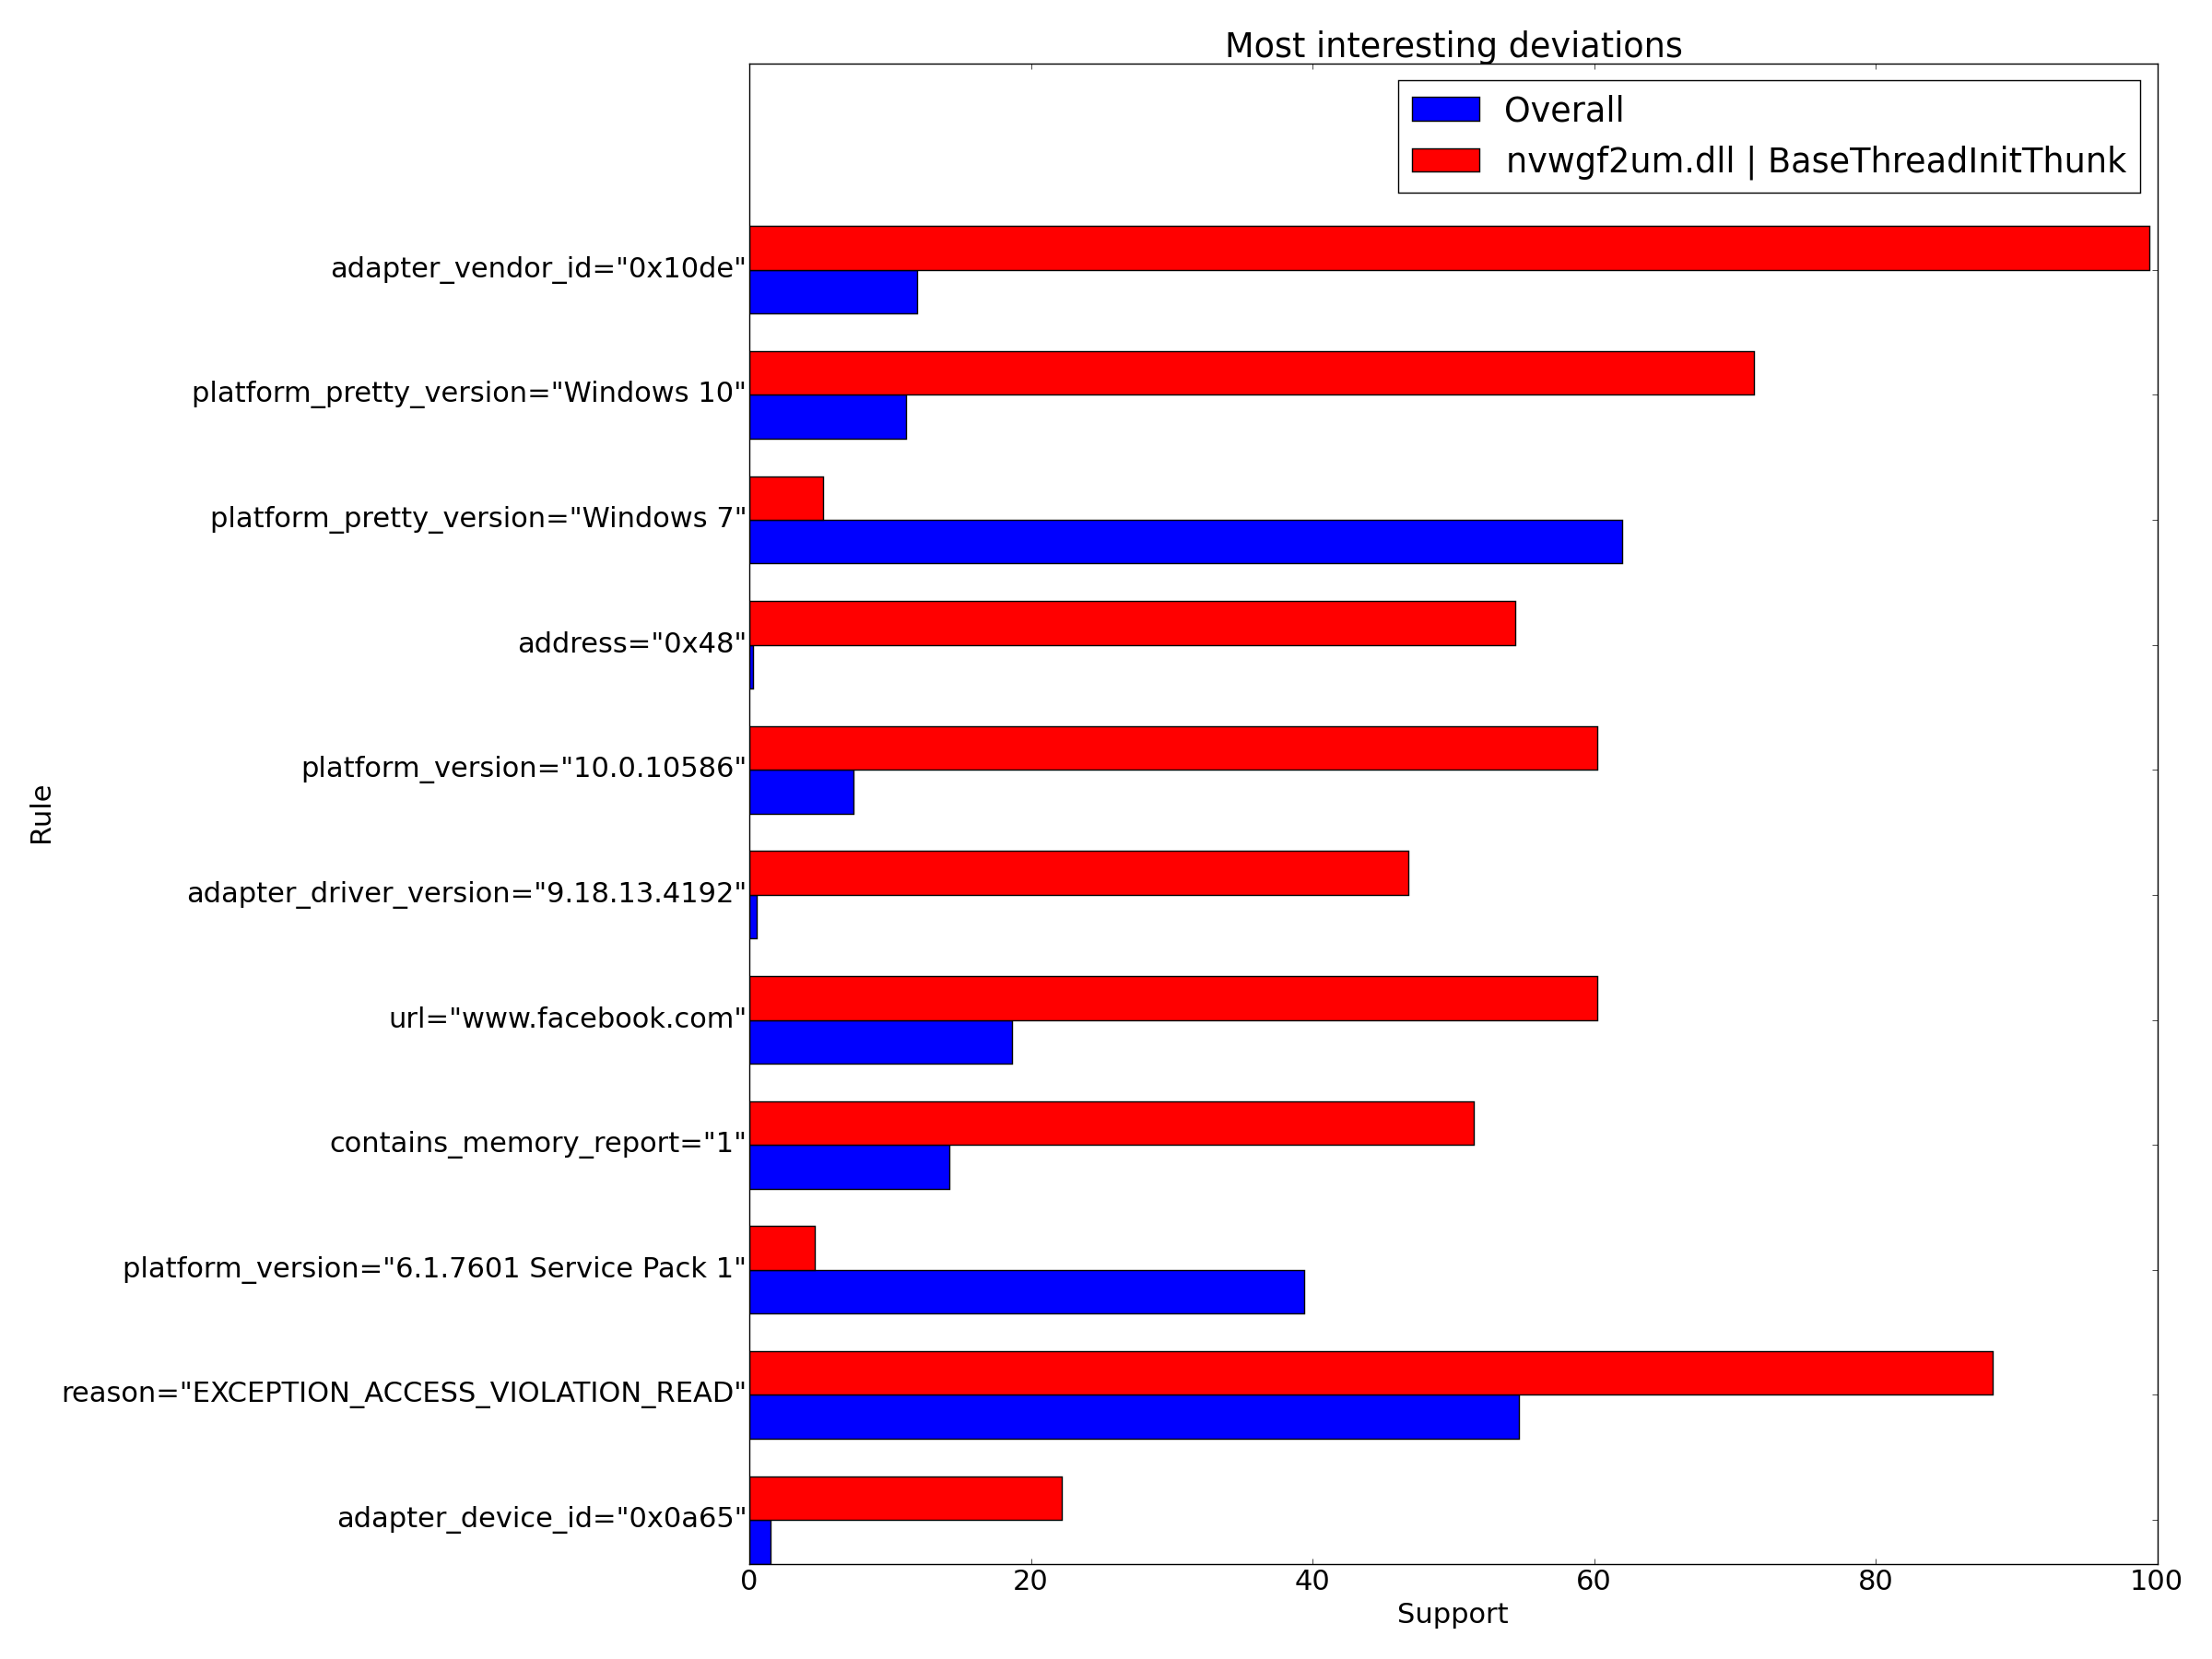 Most interesting deviations
Overall
nvwgf2um.dll | BaseThreadInitThunk
adapter_vendor_id="0x10de"
platform_pretty_version="Windows 10"
platform_pretty_version="Windows 7"
address="0x48"
platform_version="10.0.10586"
Rule
adapter_driver_version="9.18.13.4192"
url="www.facebook.com"
contains_memory_report="1"
platform_version="6.1.7601 Service Pack 1"
reason="EXCEPTION_ACCESS_VIOLATION_READ"
adapter_device_id="0x0a65"
0 20 40 60 80 100
Support